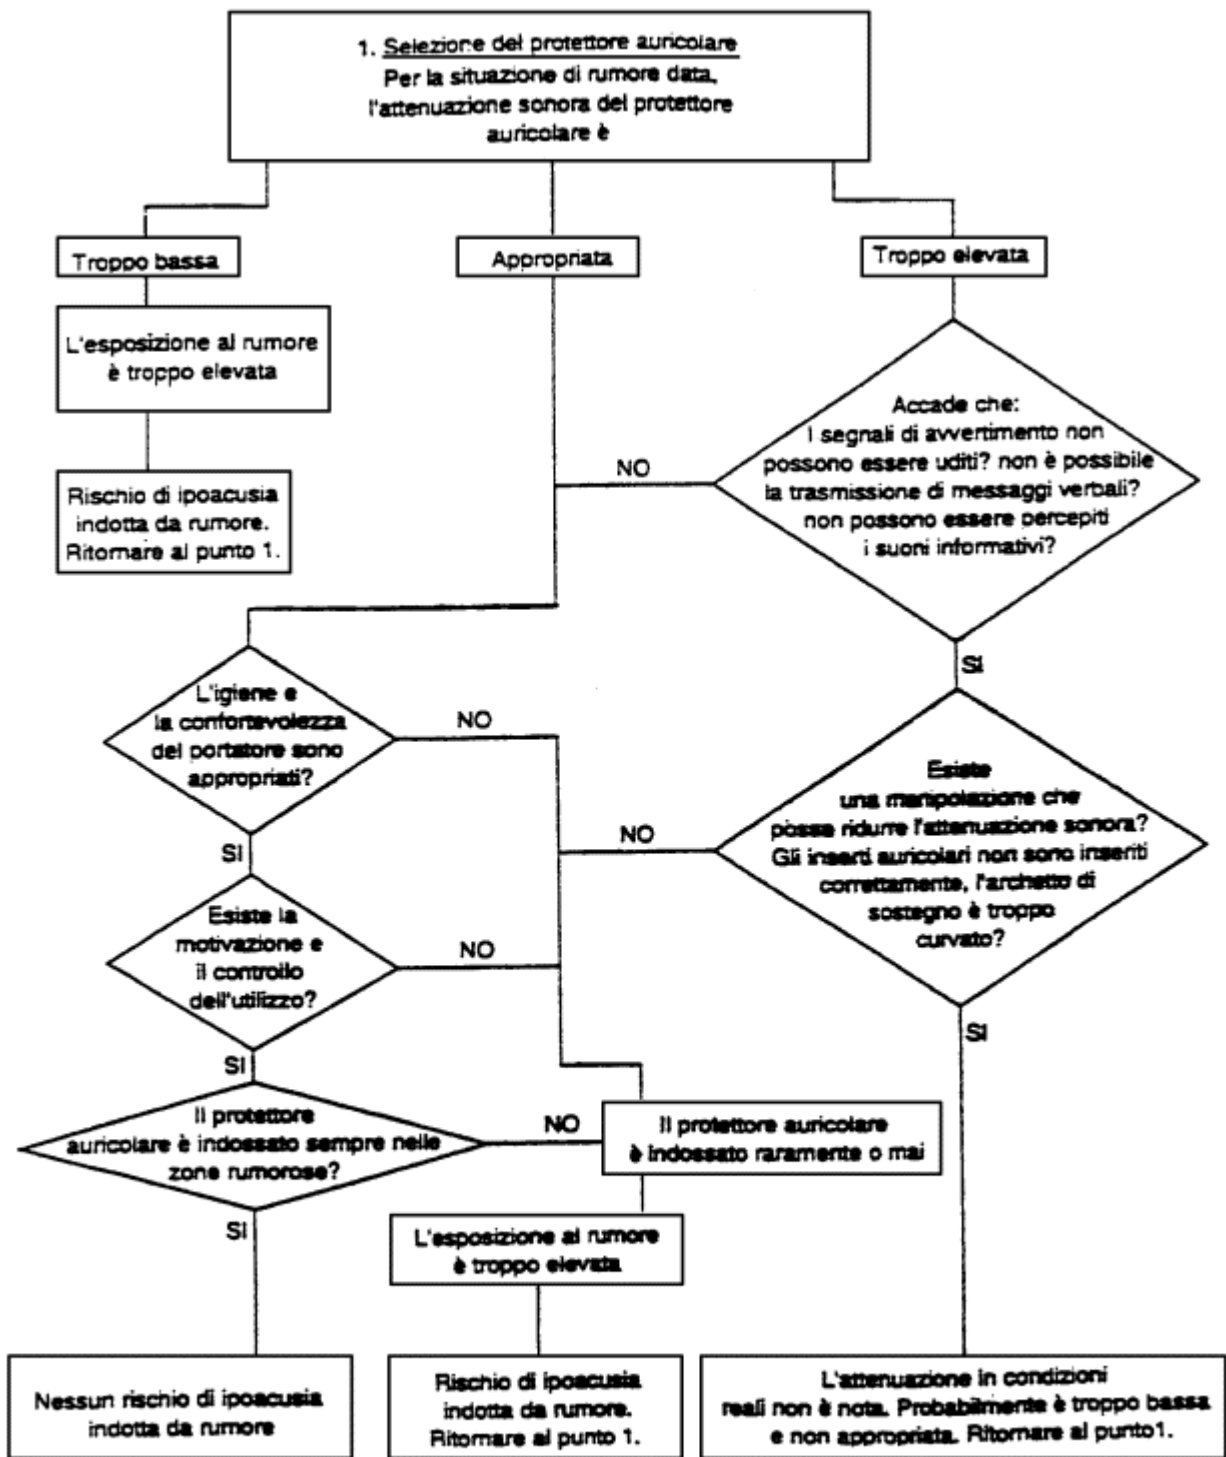 1. Selezione del protettore auricolare
Per la situazione di rumore data,
l'attenuazione sonora del protettore
auricolare è
Troppo bassa
Appropriata
Troppo elevata
L'esposizione al rumore
è troppo elevata
Accade che:
I segnali di avvertimento non
possono essere uditi? non è possibile
la trasmissione di messaggi verbali?
non possono essere percepiti
i suoni informativi?
NO
Rischio di ipoacusia
indotta da rumore.
Ritornare al punto 1.
SI
L'igiene e
la confortevolezza
del portatore sono
appropriati?
NO
Esiste
una manipolazione che
possa ridurre l'attenuazione sonora?
Gli inserti auricolari non sono inseriti
correttamente, l'archetto di
sostegno è troppo
curvato?
NO
SI
Esiste la
motivazione e
il controllo
dell'utilizzo?
NO
SI
SI
Il protettore
auricolare è indossato sempre nelle
zone rumorose?
NO
Il protettore auricolare
è indossato raramente o mai
SI
L'esposizione al rumore
è troppo elevata
Nessun rischio di ipoacusia
indotta da rumore
Rischio di ipoacusia
indotta da rumore.
Ritornare al punto 1.
L'attenuazione in condizioni
reali non è nota. Probabilmente è troppo bassa
e non appropriata. Ritornare al punto1.